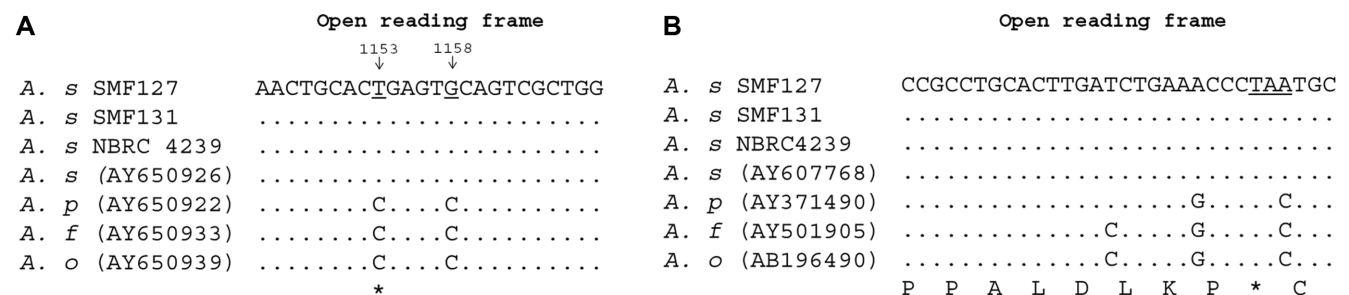 A
Open reading frame
1153 1158
↓ ↓
A. s SMF127 AACTGCACTGAGTGCAGTCGCTGG
A. s SMF131 ........................
A. s NBRC 4239 ........................
A. s (AY650926) ........................
A. p (AY650922) ........C....C..........
A. f (AY650933) ........C....C..........
A. o (AY650939) ........C....C..........
*
B
Open reading frame
A. s SMF127 CCGCCTGCACTTGATCTGAAACCCTAATGC
A. s SMF131 ..............................
A. s NBRC4239 ..............................
A. s (AY607768) ..............................
A. p (AY371490) ....................G.....C...
A. f (AY501905) ..............C.....G.....C...
A. o (AB196490) ..............C.....G.....C...
P P A L D L K P * C